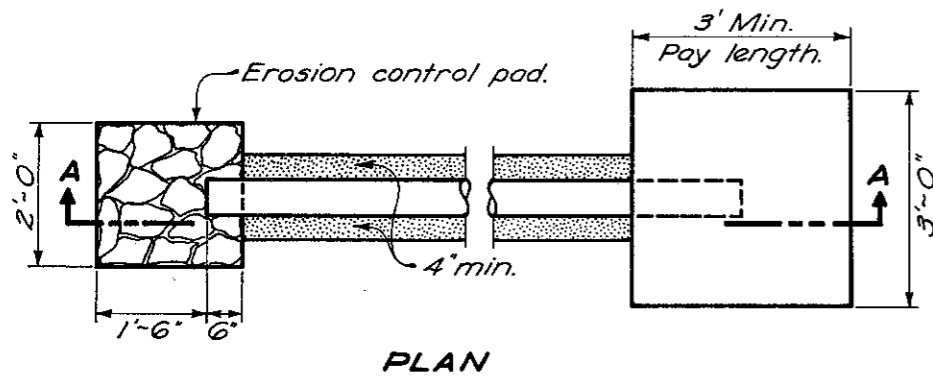 3' Min.
Pay length.
Erosion control pad.
A
A
2'~0"
3'~0"
4" min.
1'~6"
6"
PLAN